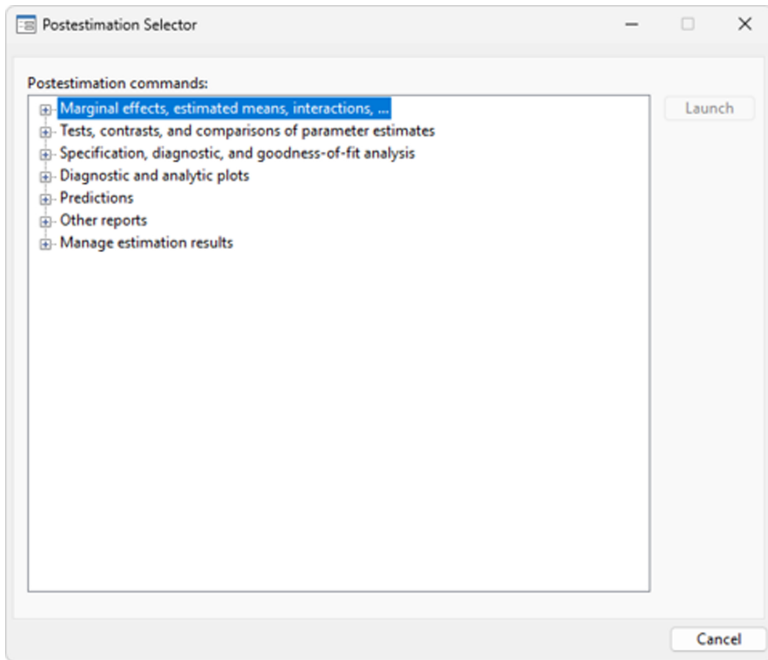 Postestimation Selector
Postestimation commands:
Marginal effects, estimated means, interactions, ...
Launch
Tests, contrasts, and comparisons of parameter estimates
Specification, diagnostic, and goodness-of-fit analysis
Diagnostic and analytic plots
Predictions
Other reports
Manage estimation results
Cancel